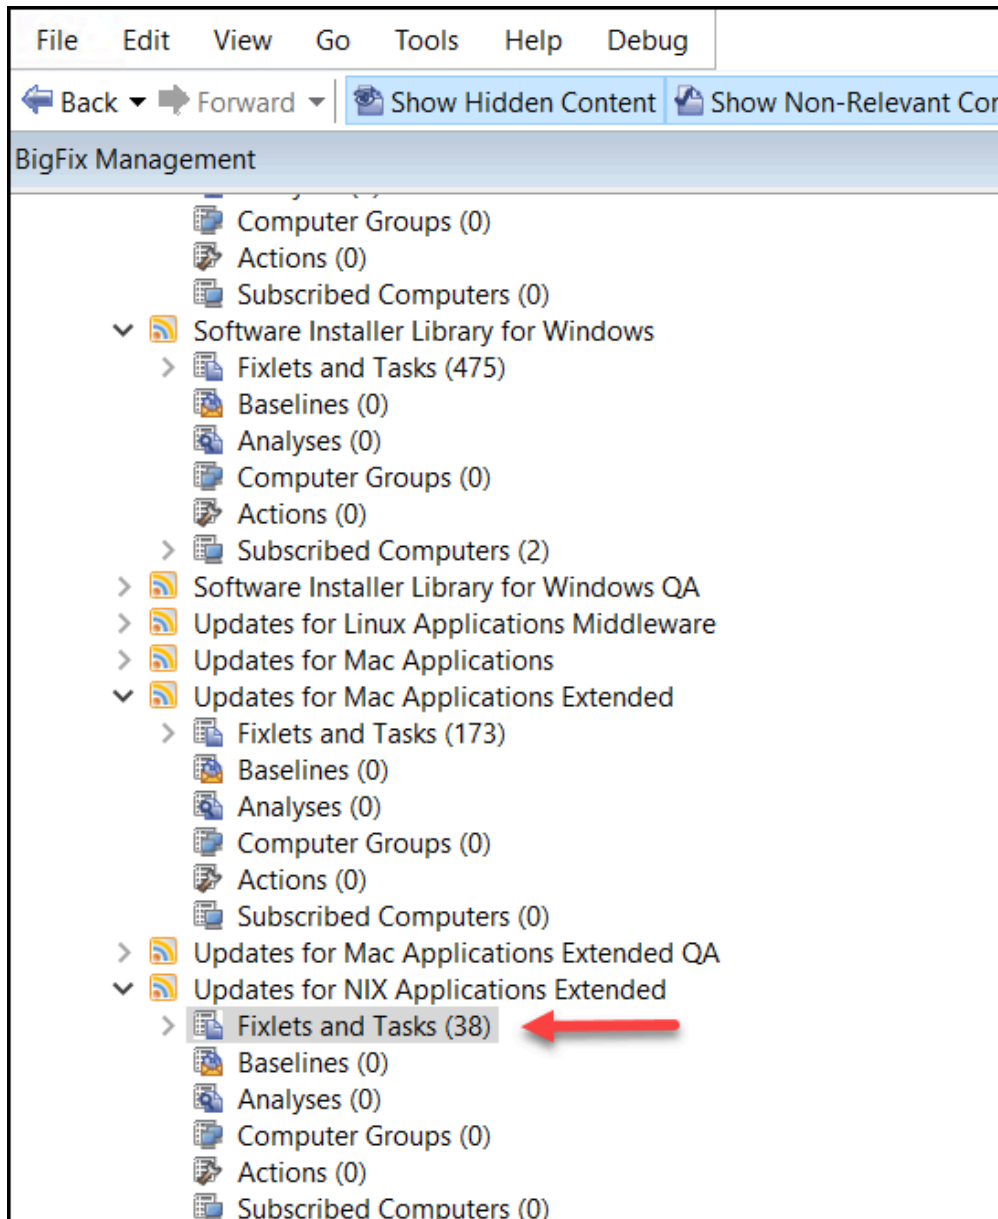 File Edit View Go Tools Help Debug
Back Forward Show Hidden Content Show Non-Relevant Con
BigFix Management
Computer Groups (0)
Actions (0)
Subscribed Computers (0)
Software Installer Library for Windows
Fixlets and Tasks (475)
Baselines (0)
Analyses (0)
Computer Groups (0)
Actions (0)
Subscribed Computers (2)
Software Installer Library for Windows QA
Updates for Linux Applications Middleware
Updates for Mac Applications
Updates for Mac Applications Extended
Fixlets and Tasks (173)
Baselines (0)
Analyses (0)
Computer Groups (0)
Actions (0)
Subscribed Computers (0)
Updates for Mac Applications Extended QA
Updates for NIX Applications Extended
Fixlets and Tasks (38)
Baselines (0)
Analyses (0)
Computer Groups (0)
Actions (0)
Subscribed Computers (0)